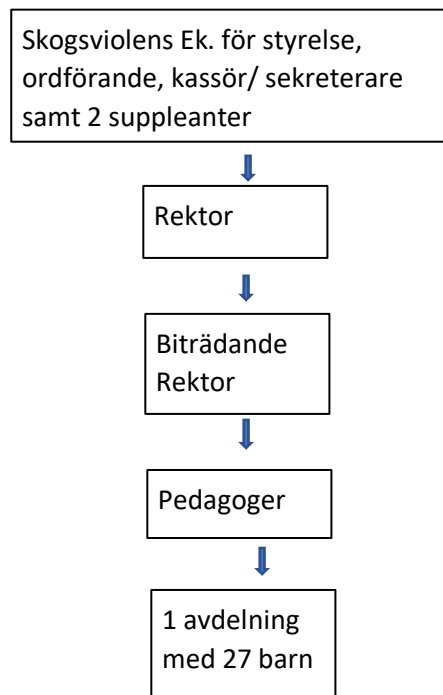 Skogsviolens Ek. för styrelse,
ordförande, kassör/ sekreterare
samt 2 suppleanter
Rektor
Biträdande
Rektor
Pedagoger
1 avdelning
med 27 barn